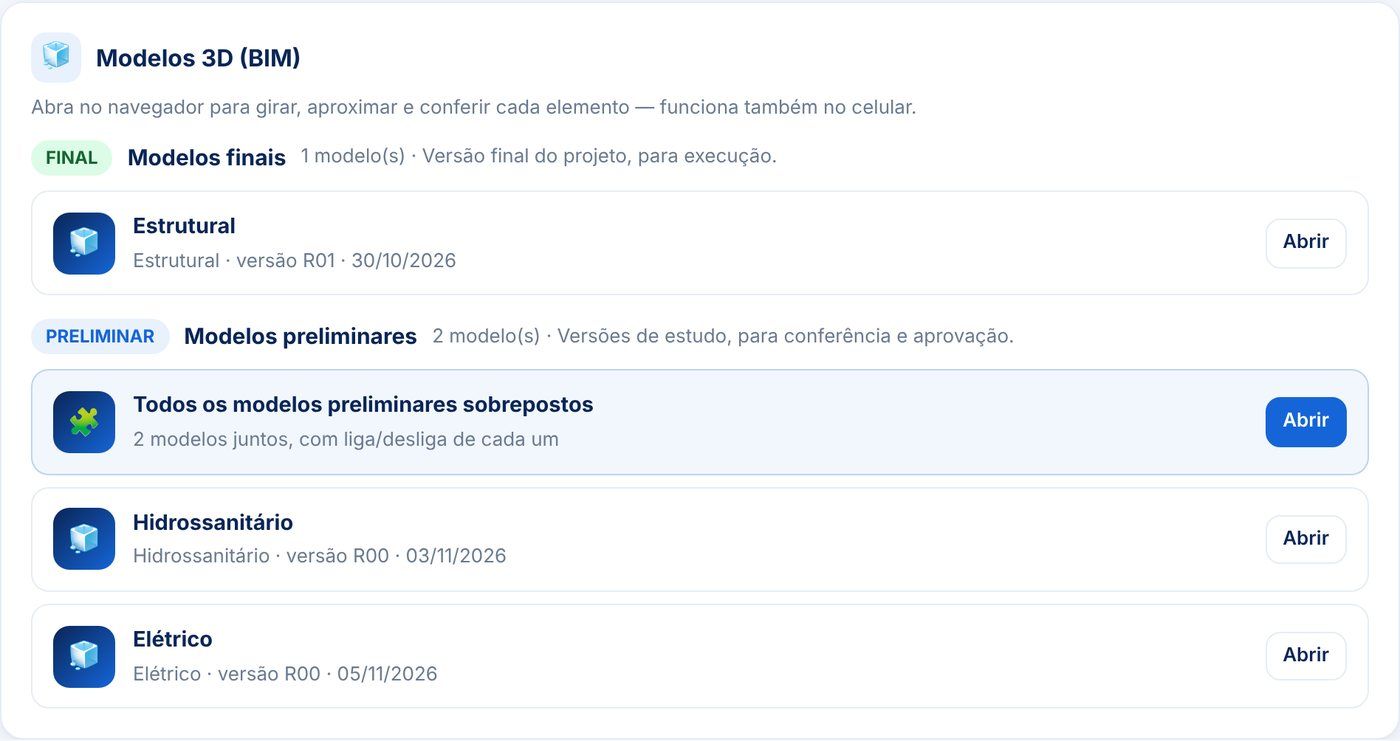 Modelos 3D (BIM)
Abra no navegador para girar, aproximar e conferir cada elemento — funciona também no celular.
FINAL Modelos finais 1 modelo(s) · Versão final do projeto, para execução.
Estrutural
Estrutural · versão R01 · 30/10/2026
Abrir
PRELIMINAR Modelos preliminares 2 modelo(s) · Versões de estudo, para conferência e aprovação.
Todos os modelos preliminares sobrepostos
2 modelos juntos, com liga/desliga de cada um
Abrir
Hidrossanitário
Hidrossanitário · versão R00 · 03/11/2026
Abrir
Elétrico
Elétrico · versão R00 · 05/11/2026
Abrir